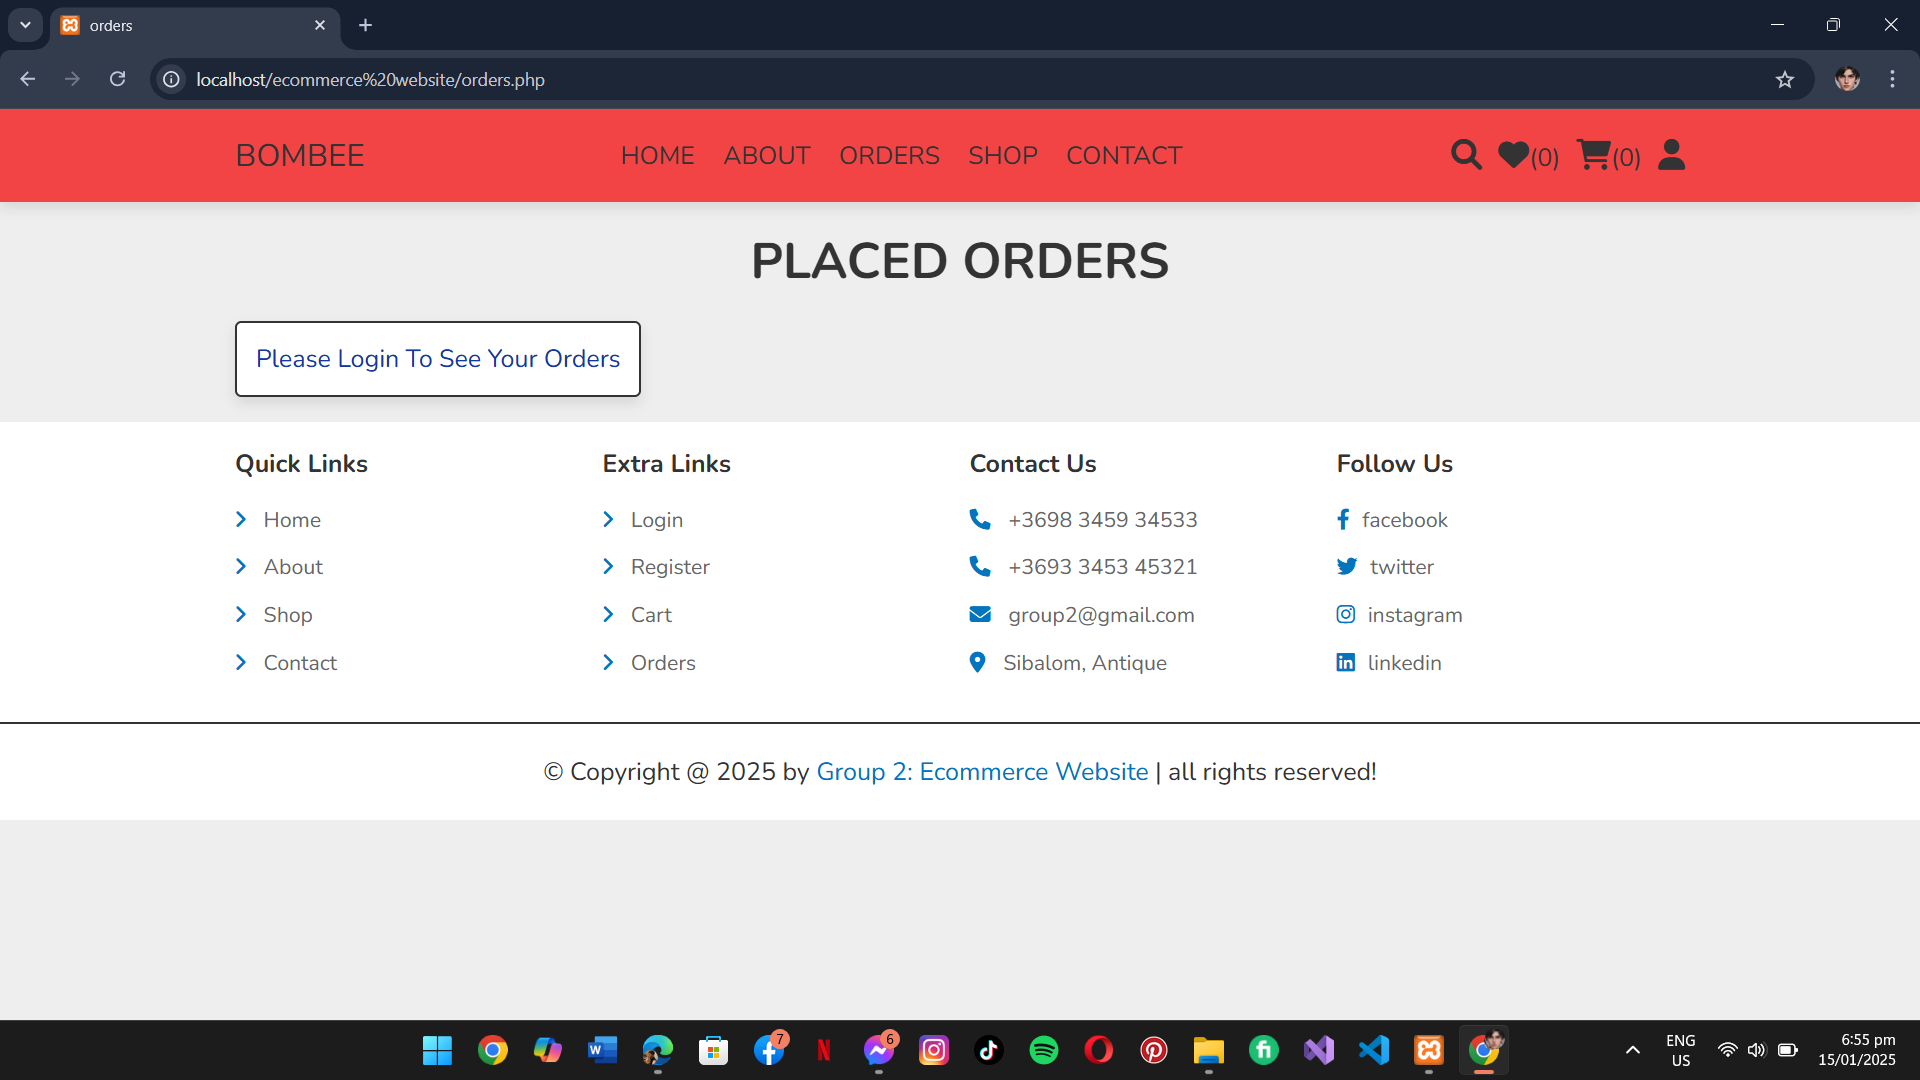 orders
localhost/ecommerce%20website/orders.php
BOMBEE HOME ABOUT ORDERS SHOP CONTACT (0) (0)
PLACED ORDERS
Please Login To See Your Orders
Quick Links
Home
About
Shop
Contact
Extra Links
Login
Register
Cart
Orders
Contact Us
+3698 3459 34533
+3693 3453 45321
group2@gmail.com
Sibalom, Antique
Follow Us
facebook
twitter
instagram
linkedin
© Copyright @ 2025 by Group 2: Ecommerce Website | all rights reserved!
7
6
ENG
US
6:55 pm
15/01/2025